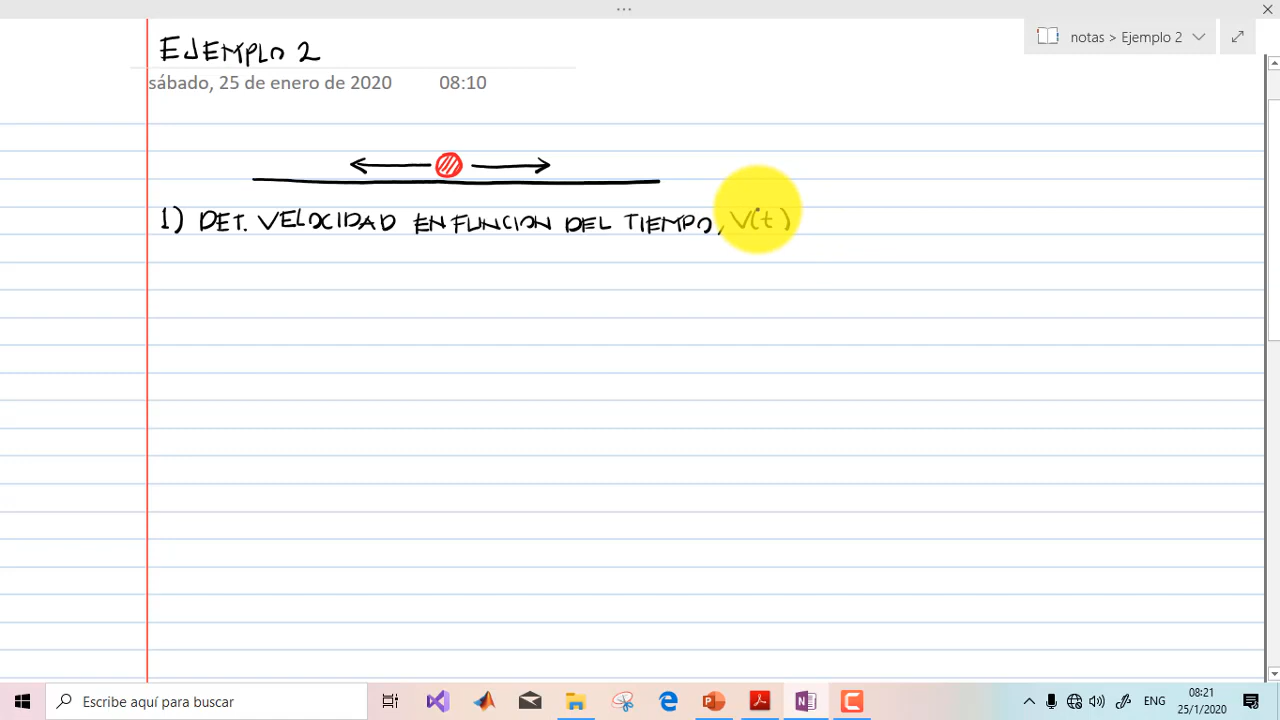 ...
notas > Ejemplo 2
EJEMPLO 2
sábado, 25 de enero de 2020 08:10
1) DET. VELOCIDAD EN FUNCION DEL TIEMPO, V(t)
Escribe aquí para buscar
ENG
08:21
25/1/2020